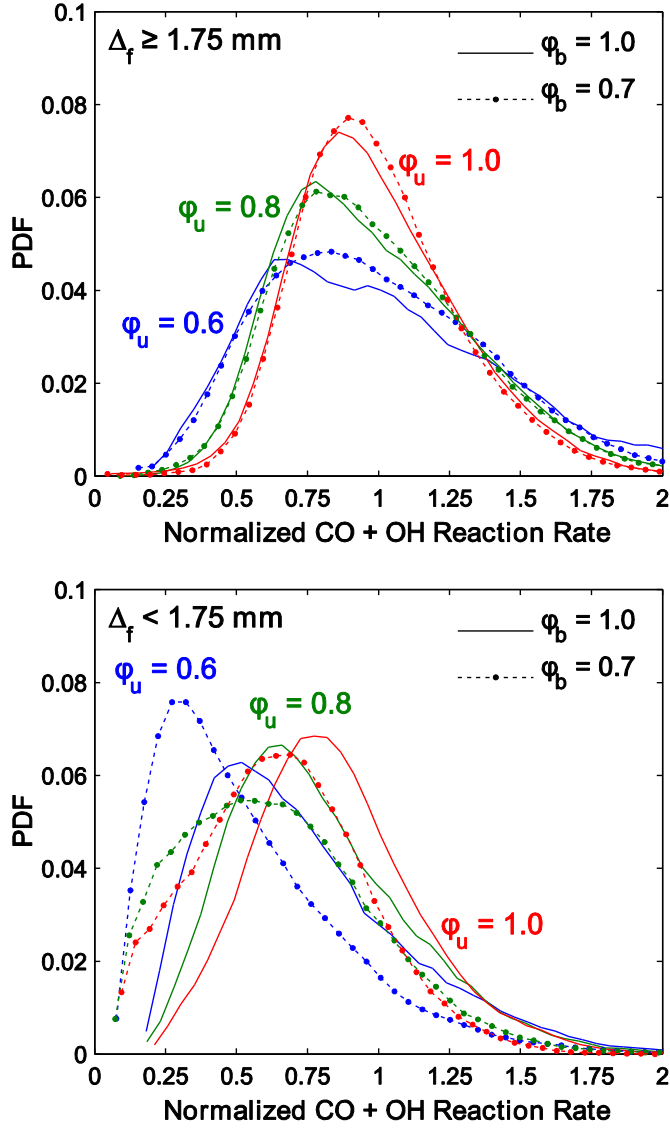 Δf ≥ 1.75 mm
φb = 1.0
φb = 0.7
φu = 1.0
φu = 0.8
φu = 0.6
PDF
0.1
0.08
0.06
0.04
0.02
0
0 0.25 0.5 0.75 1 1.25 1.5 1.75 2
Normalized CO + OH Reaction Rate
Δf < 1.75 mm
φb = 1.0
φb = 0.7
φu = 0.6
φu = 0.8
φu = 1.0
PDF
0.1
0.08
0.06
0.04
0.02
0
0 0.25 0.5 0.75 1 1.25 1.5 1.75 2
Normalized CO + OH Reaction Rate